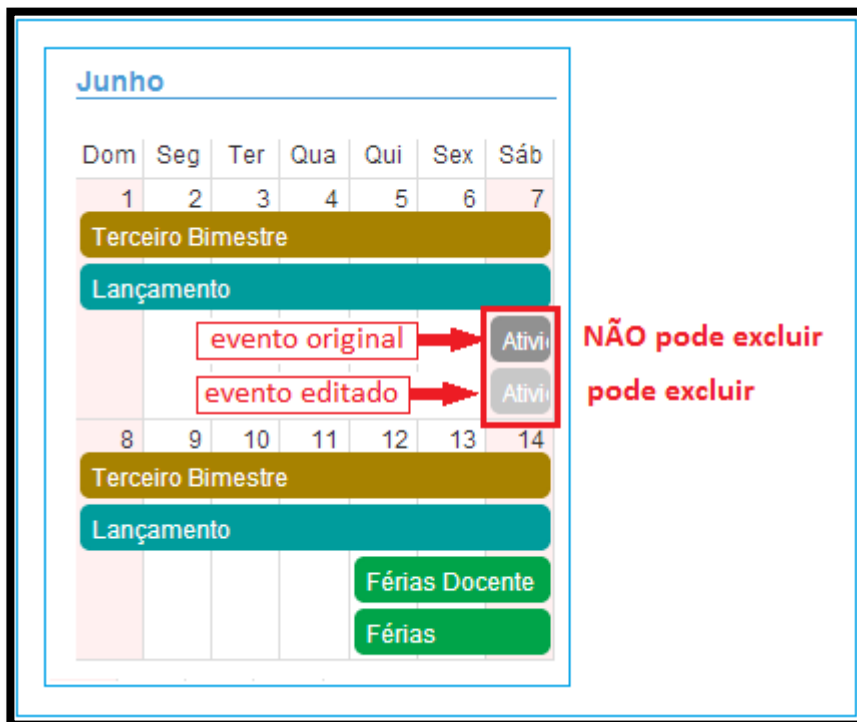 Junho
Dom Seg Ter Qua Qui Sex Sáb
1 2 3 4 5 6 7
Terceiro Bimestre
Lançamento
evento original Ativi NÃO pode excluir
evento editado Ativi pode excluir
8 9 10 11 12 13 14
Terceiro Bimestre
Lançamento
Férias Docente
Férias